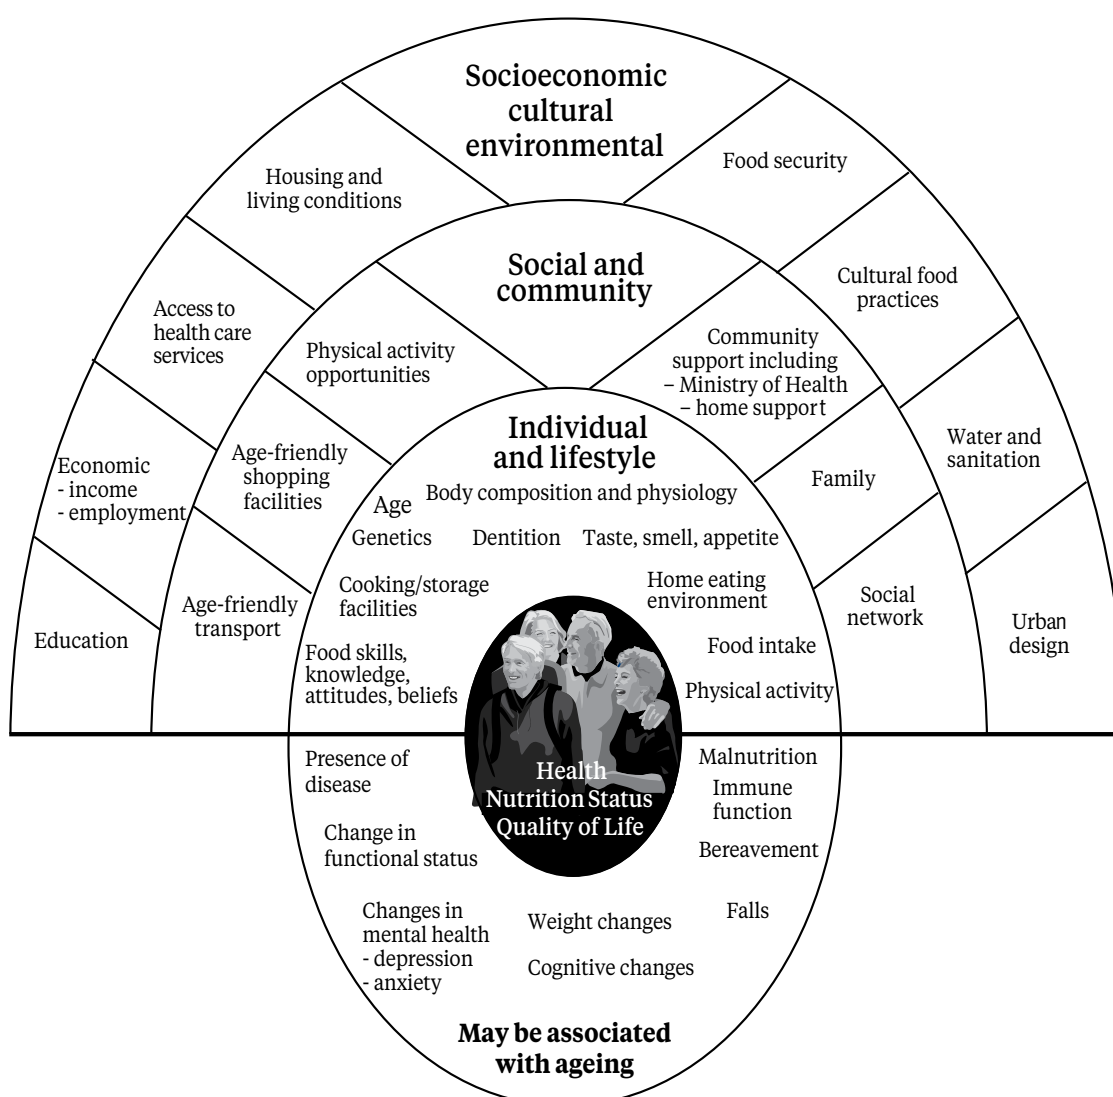 Socioeconomic
cultural
environmental
Housing and
living conditions
Food security
Access to
health care
services
Cultural food
practices
Economic
- income
- employment
Water and
sanitation
Education
Urban
design
Social and
community
Physical activity
opportunities
Community
support including
– Ministry of Health
– home support
Age-friendly
shopping
facilities
Family
Age-friendly
transport
Social
network
Individual
and lifestyle
Age
Body composition and physiology
Genetics
Dentition
Taste, smell, appetite
Cooking/storage
facilities
Home eating
environment
Food skills,
knowledge,
attitudes, beliefs
Food intake
Physical activity
Health
Nutrition Status
Quality of Life
Presence of
disease
Malnutrition
Immune
function
Change in
functional status
Bereavement
Changes in
mental health
- depression
- anxiety
Weight changes
Falls
Cognitive changes
May be associated
with ageing